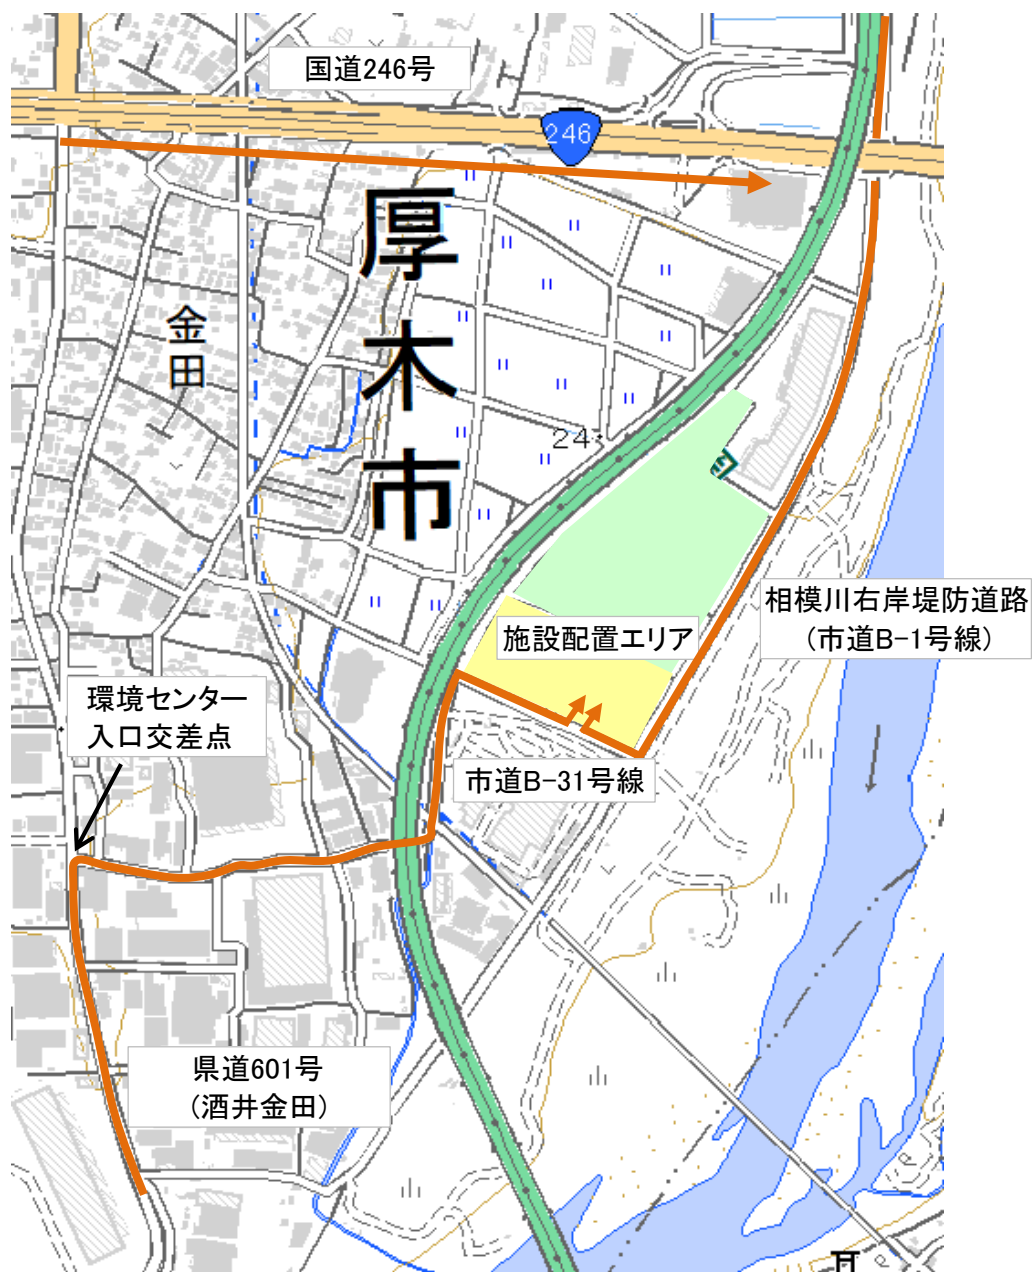 国道246号
246
厚木市
金田
24
相模川右岸堤防道路
(市道B-1号線)
施設配置エリア
環境センター
入口交差点
市道B-31号線
県道601号
(酒井金田)